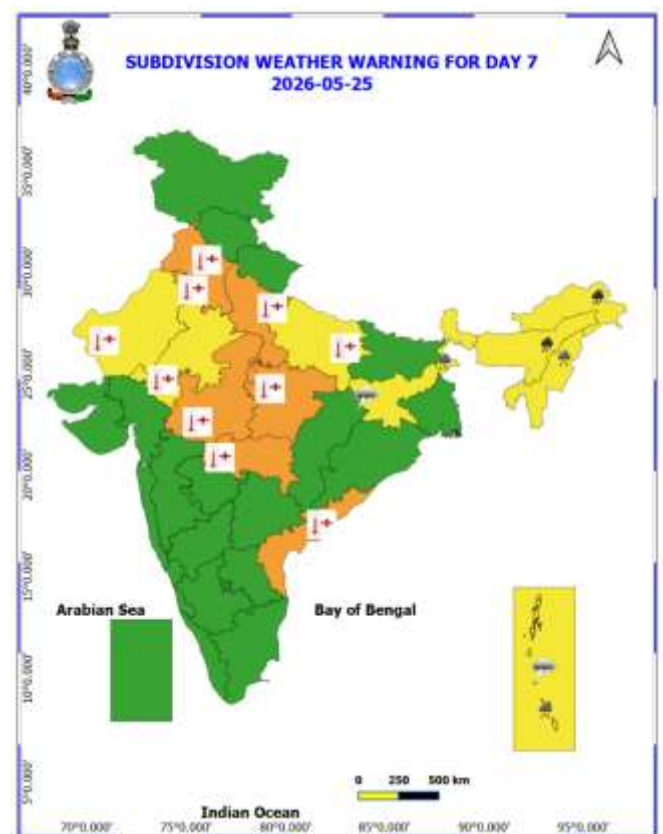 SUBDIVISION WEATHER WARNING FOR DAY 7
2026-05-25
40°0.000'
35°0.000'
30°0.000'
25°0.000'
20°0.000'
15°0.000'
10°0.000'
5°0.000'
Arabian Sea
Bay of Bengal
0 250 500 km
Indian Ocean
70°0.000' 75°0.000' 80°0.000' 85°0.000' 90°0.000' 95°0.000'